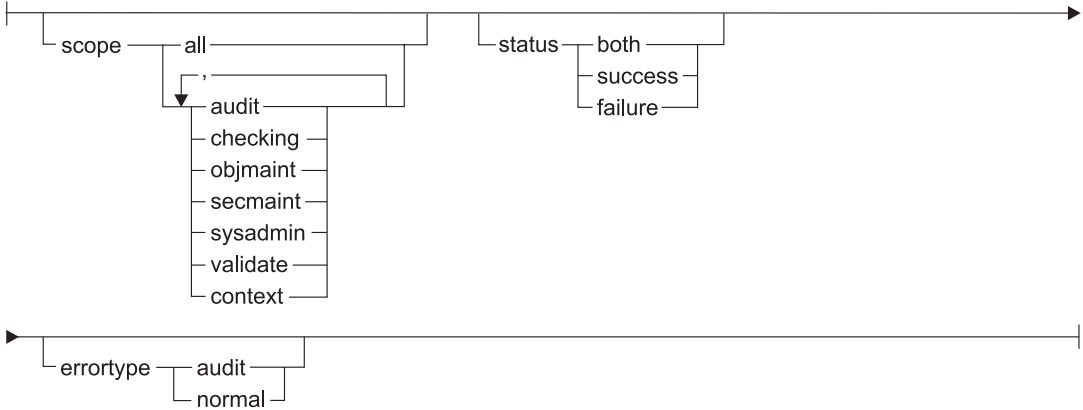 scope all status both
, success
audit failure
checking
objmaint
secmaint
sysadmin
validate
context
errortype audit
normal